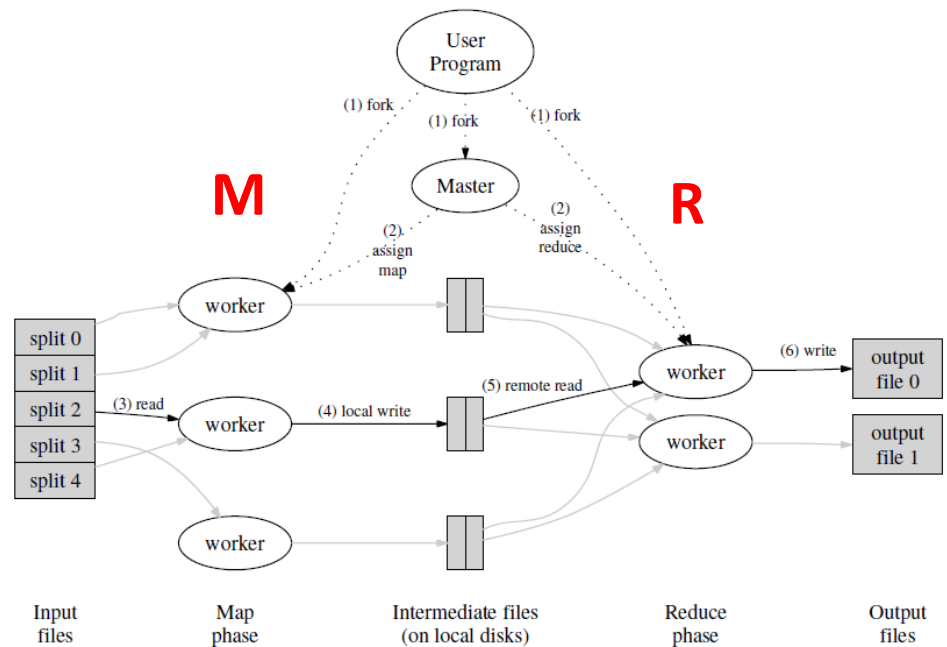 User
Program
(1) fork
(1) fork
(1) fork
M
Master
R
(2)
assign
map
(2)
assign
reduce
worker
split 0
split 1
split 2
split 3
split 4
(3) read
worker
(4) local write
(5) remote read
worker
(6) write
output
file 0
worker
output
file 1
worker
Input
files
Map
phase
Intermediate files
(on local disks)
Reduce
phase
Output
files